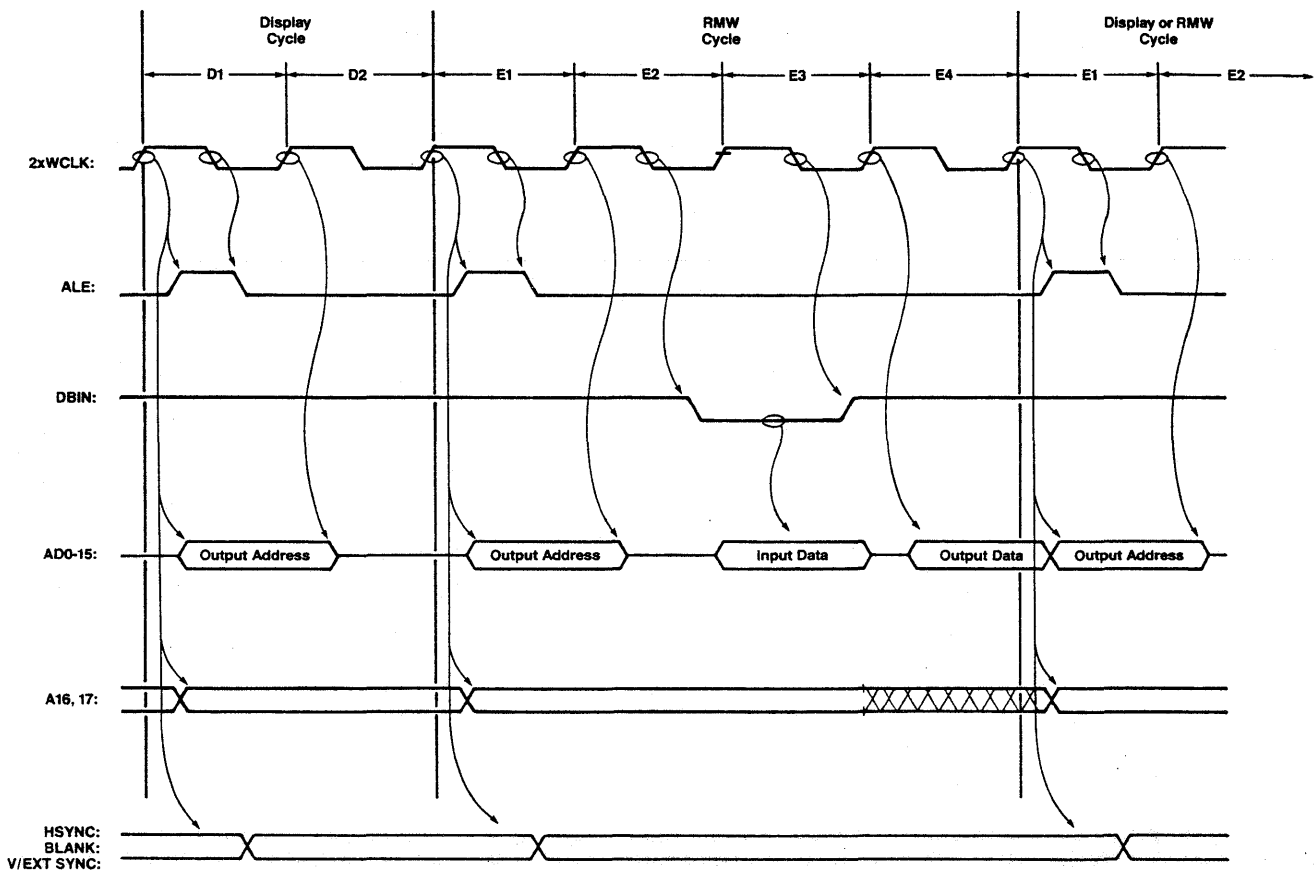 Display
Cycle
RMW
Cycle
Display or RMW
Cycle
D1
D2
E1
E2
E3
E4
E1
E2
2xWCLK:
ALE:
DBIN:
AD0-15:
Output Address
Output Address
Input Data
Output Data
Output Address
A16, 17:
HSYNC:
BLANK:
V/EXT SYNC: